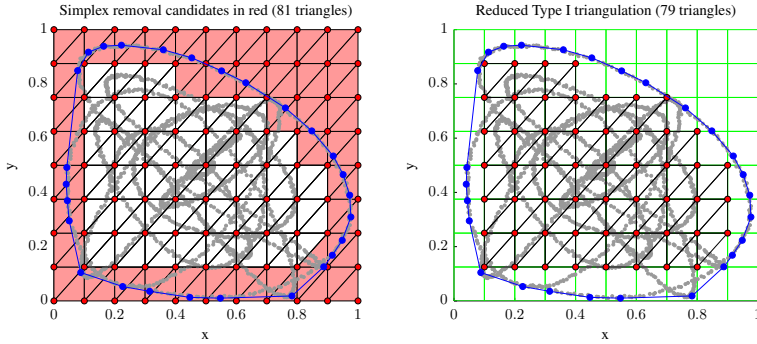 Simplex removal candidates in red (81 triangles)
1
0.8
0.6
0.4
0.2
0
y
0 0.2 0.4 0.6 0.8 1
x
Reduced Type I triangulation (79 triangles)
1
0.8
0.6
0.4
0.2
0
y
0 0.2 0.4 0.6 0.8 1
x